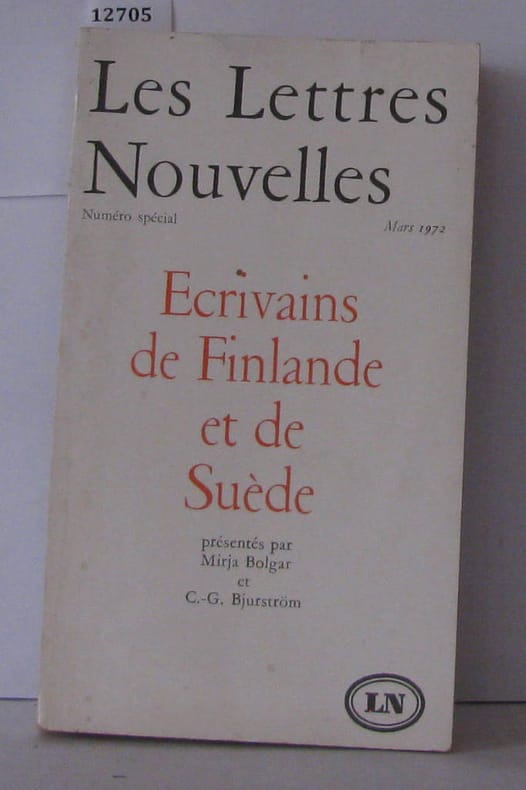 12705
Les Lettres
Nouvelles
Numéro spécial
Mars 1972
Ecrivains
de Finlande
et de
Suède
présentés par
Mirja Bolgar
et
C.-G. Bjurström
LN